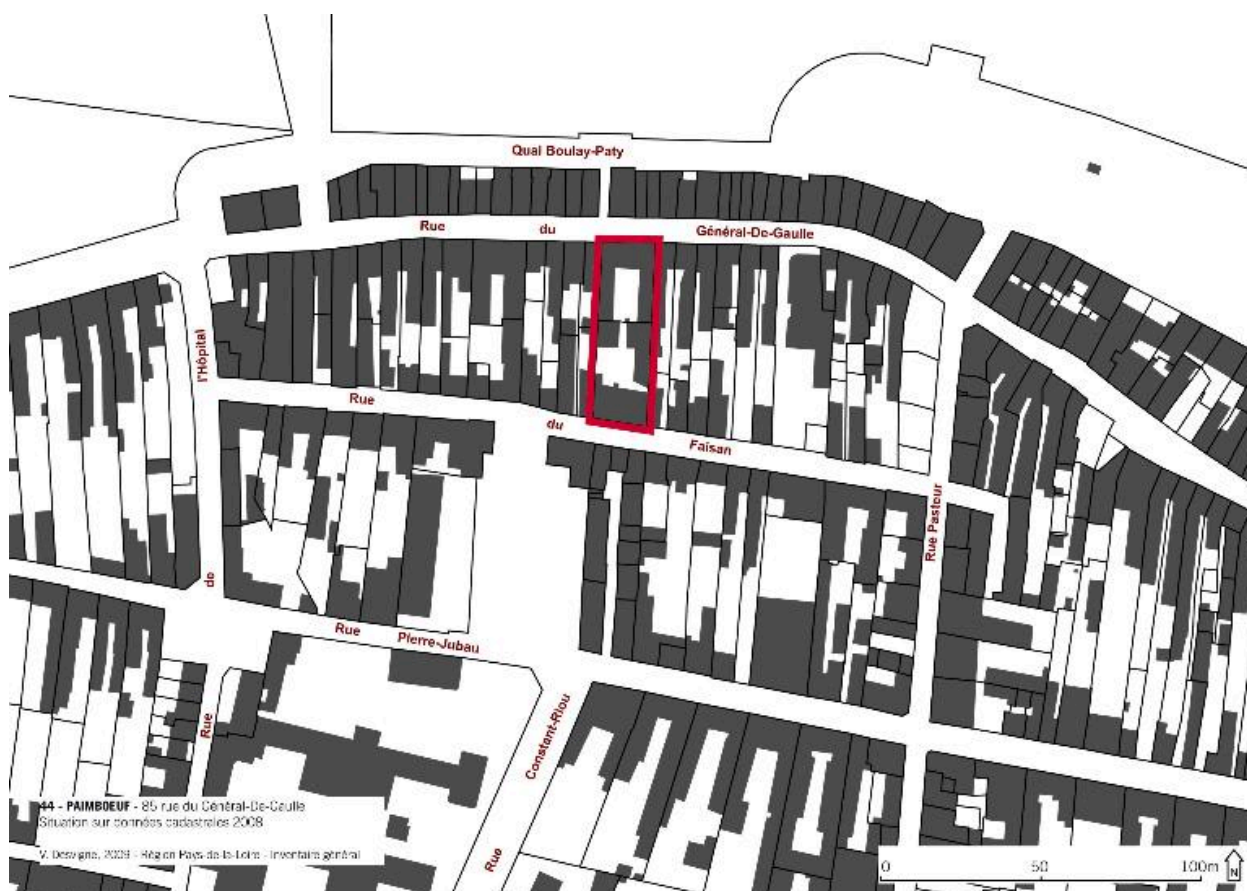 Quai Boulay-Paty
Rue du Général-De-Gaulle
Rue de l'Hôpital
Rue du Faisan
Rue Pastour
Rue Pierre-Jubau
Rue Constant-Riou
44 - PAIMBOEUF - 85 rue du Général-De-Gaulle
Situation sur données cadastrales 2008
V. Desvigne, 2009 - Région Pays-de-la-Loire - Inventaire général
0 50 100m
N